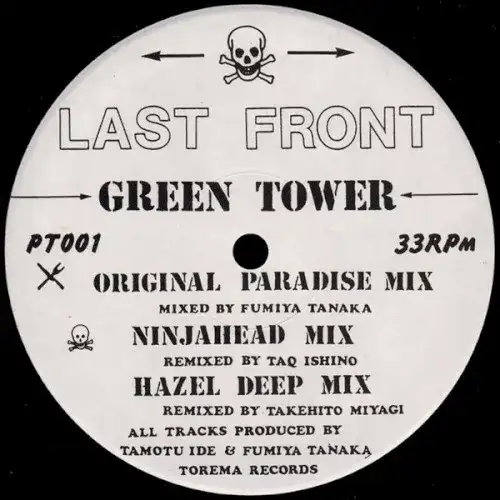 LAST FRONT
GREEN TOWER
PT001 33RPM
ORIGINAL PARADISE MIX
MIXED BY FUMIYA TANAKA
NINJAHEAD MIX
REMIXED BY TAQ ISHINO
HAZEL DEEP MIX
REMIXED BY TAKEHITO MIYAGI
ALL TRACKS PRODUCED BY
TAMOTU IDE & FUMIYA TANAKA
TOREMA RECORDS